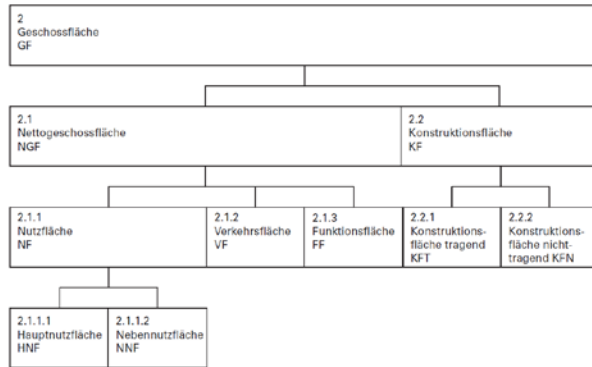 2
Geschossfläche
GF
2.1
Nettogeschossfläche
NGF
2.2
Konstruktionsfläche
KF
2.1.1
Nutzfläche
NF
2.1.2
Verkehrsfläche
VF
2.1.3
Funktionsfläche
FF
2.2.1
Konstruktions-
fläche tragend
KFT
2.2.2
Konstruktions-
fläche nicht-
tragend KFN
2.1.1.1
Hauptnutzfläche
HNF
2.1.1.2
Nebennutzfläche
NNF